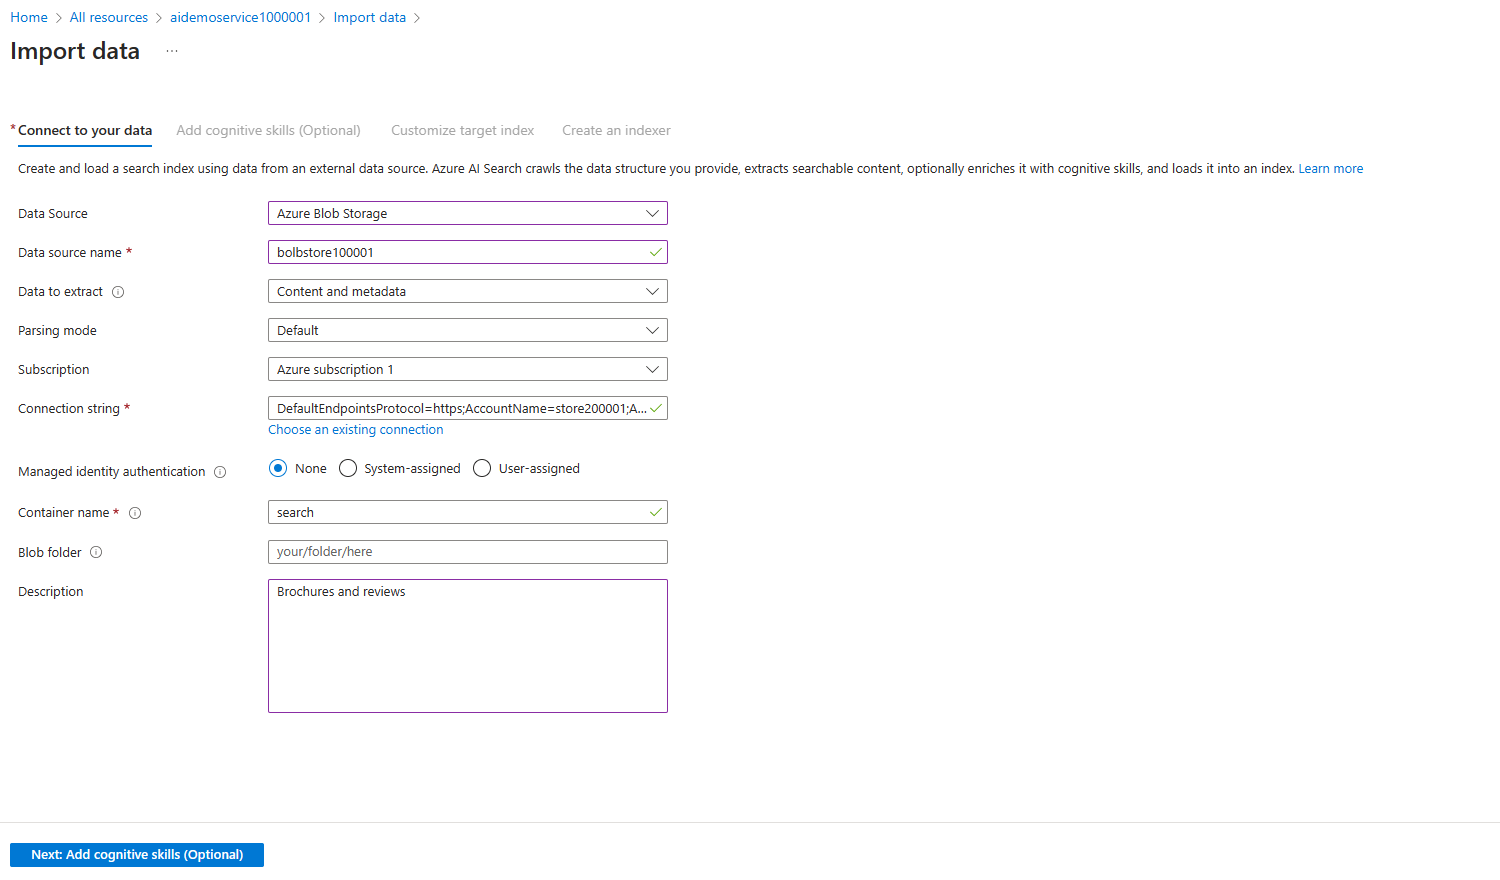 Home > All resources > aidemoservice1000001 > Import data >
Import data ...
* Connect to your data Add cognitive skills (Optional) Customize target index Create an indexer
Create and load a search index using data from an external data source. Azure AI Search crawls the data structure you provide, extracts searchable content, optionally enriches it with cognitive skills, and loads it into an index. Learn more
Data Source Azure Blob Storage
Data source name * bolbstore100001
Data to extract Content and metadata
Parsing mode Default
Subscription Azure subscription 1
Connection string * DefaultEndpointsProtocol=https;AccountName=store200001;A...
Choose an existing connection
Managed identity authentication None System-assigned User-assigned
Container name * search
Blob folder your/folder/here
Description Brochures and reviews
Next: Add cognitive skills (Optional)